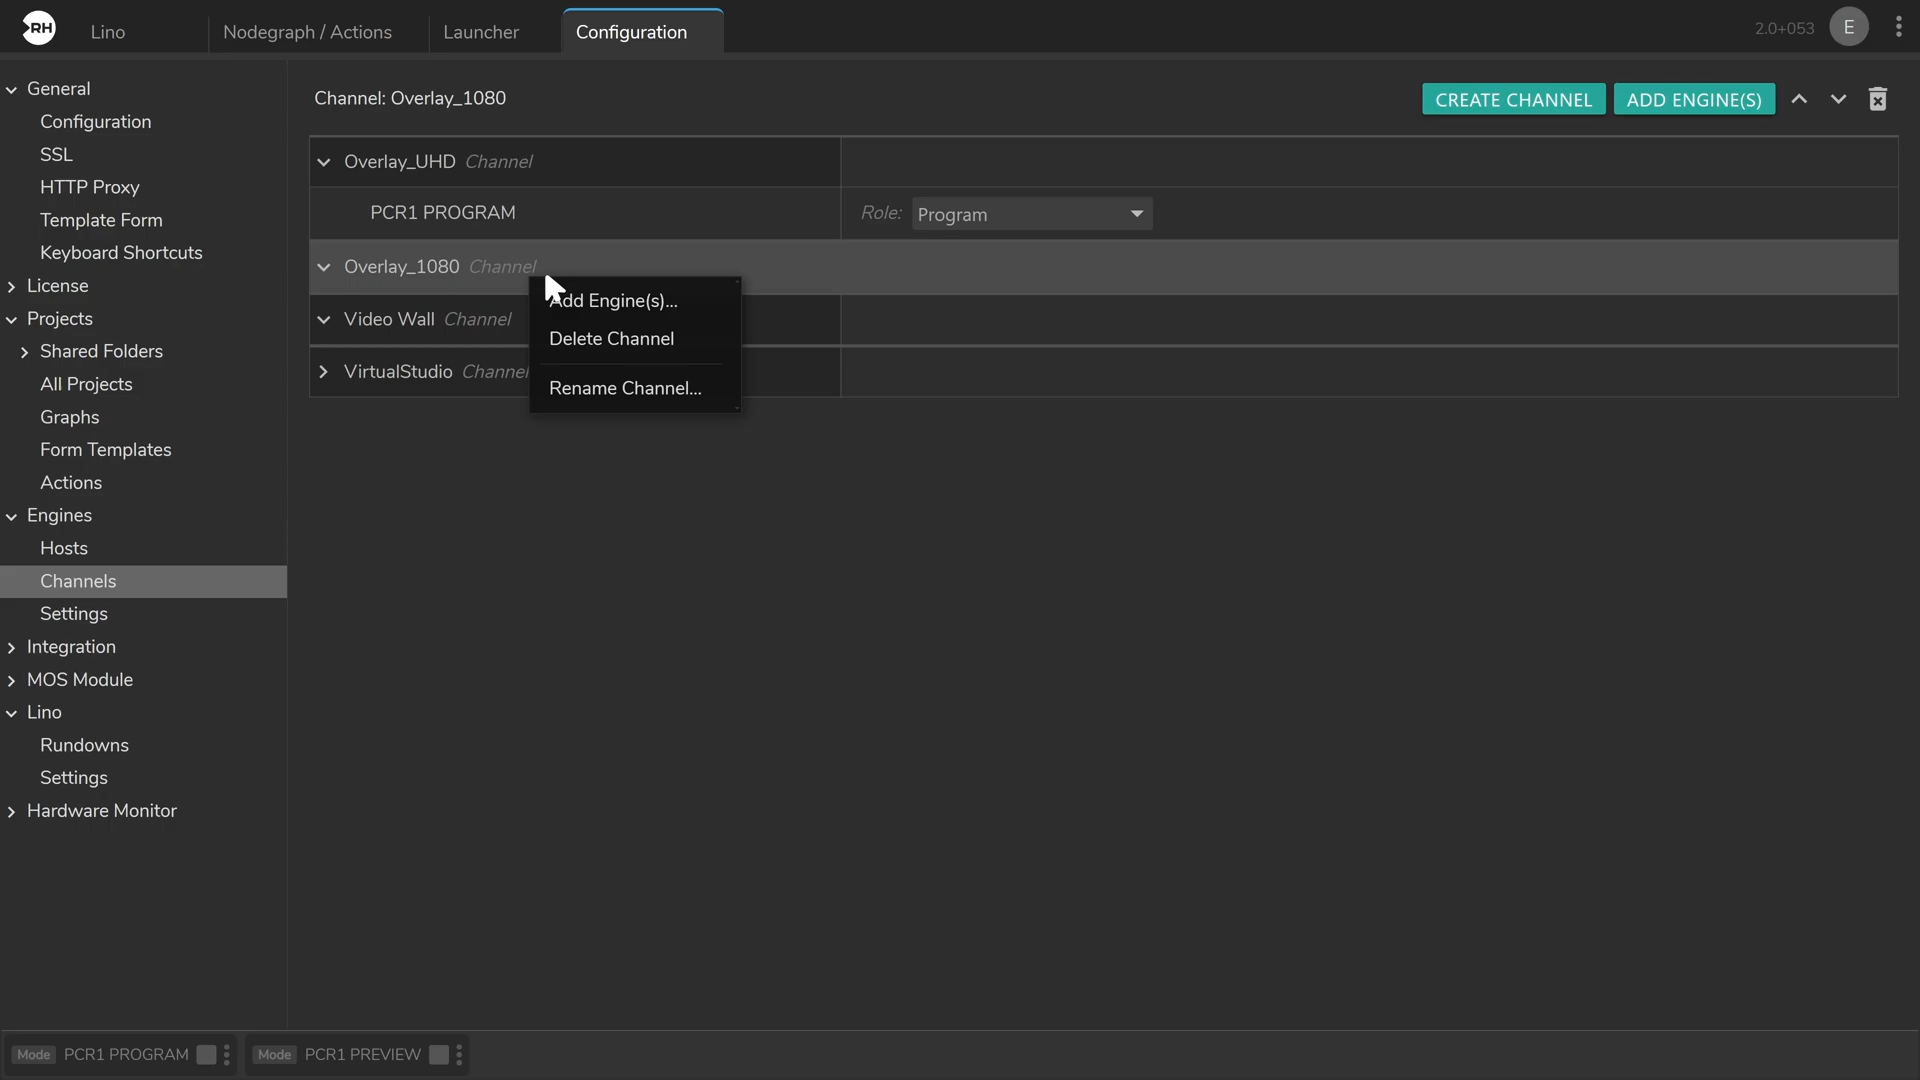 RH
Lino
Nodegraph / Actions
Launcher
Configuration
2.0+053
E
General
Configuration
SSL
HTTP Proxy
Template Form
Keyboard Shortcuts
License
Projects
Shared Folders
All Projects
Graphs
Form Templates
Actions
Engines
Hosts
Channels
Settings
Integration
MOS Module
Lino
Rundowns
Settings
Hardware Monitor
Channel: Overlay_1080
CREATE CHANNEL
ADD ENGINE(S)
Overlay_UHD Channel
PCR1 PROGRAM
Role: Program
Overlay_1080 Channel
Video Wall Channel
VirtualStudio Channel
Add Engine(s)...
Delete Channel
Rename Channel...
Mode PCR1 PROGRAM
Mode PCR1 PREVIEW